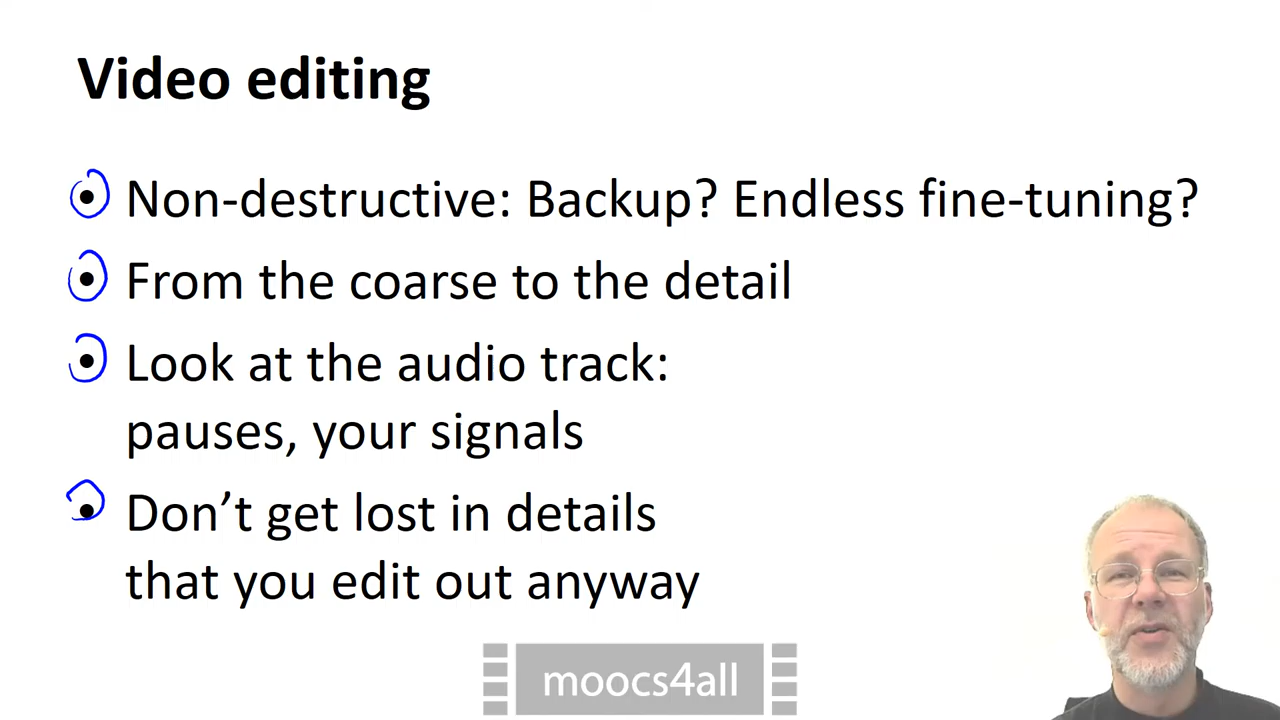 Video editing
• Non-destructive: Backup? Endless fine-tuning?
• From the coarse to the detail
• Look at the audio track:
pauses, your signals
• Don’t get lost in details
that you edit out anyway
moocs4all